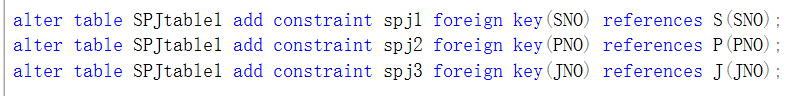 alter table SPJtable1 add constraint spj1 foreign key(SNO) references S(SNO);
alter table SPJtable1 add constraint spj2 foreign key(PNO) references P(PNO);
alter table SPJtable1 add constraint spj3 foreign key(JNO) references J(JNO);